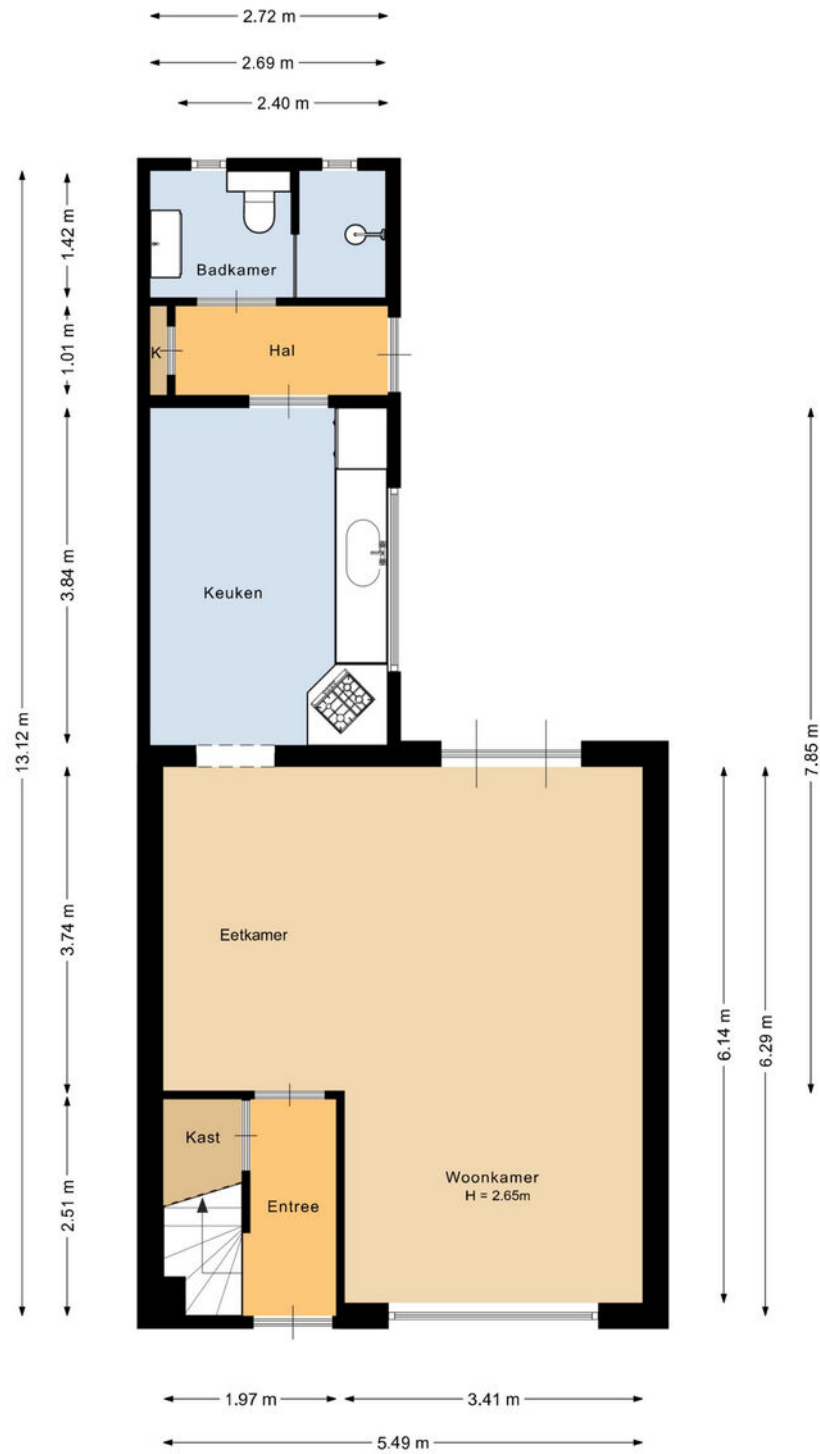 2.72 m
2.69 m
2.40 m
1.42 m
Badkamer
1.01 m
K
Hal
3.84 m
Keuken
13.12 m
7.85 m
3.74 m
Eetkamer
6.14 m
6.29 m
Kast
2.51 m
Entree
Woonkamer
H = 2.65m
1.97 m
3.41 m
5.49 m